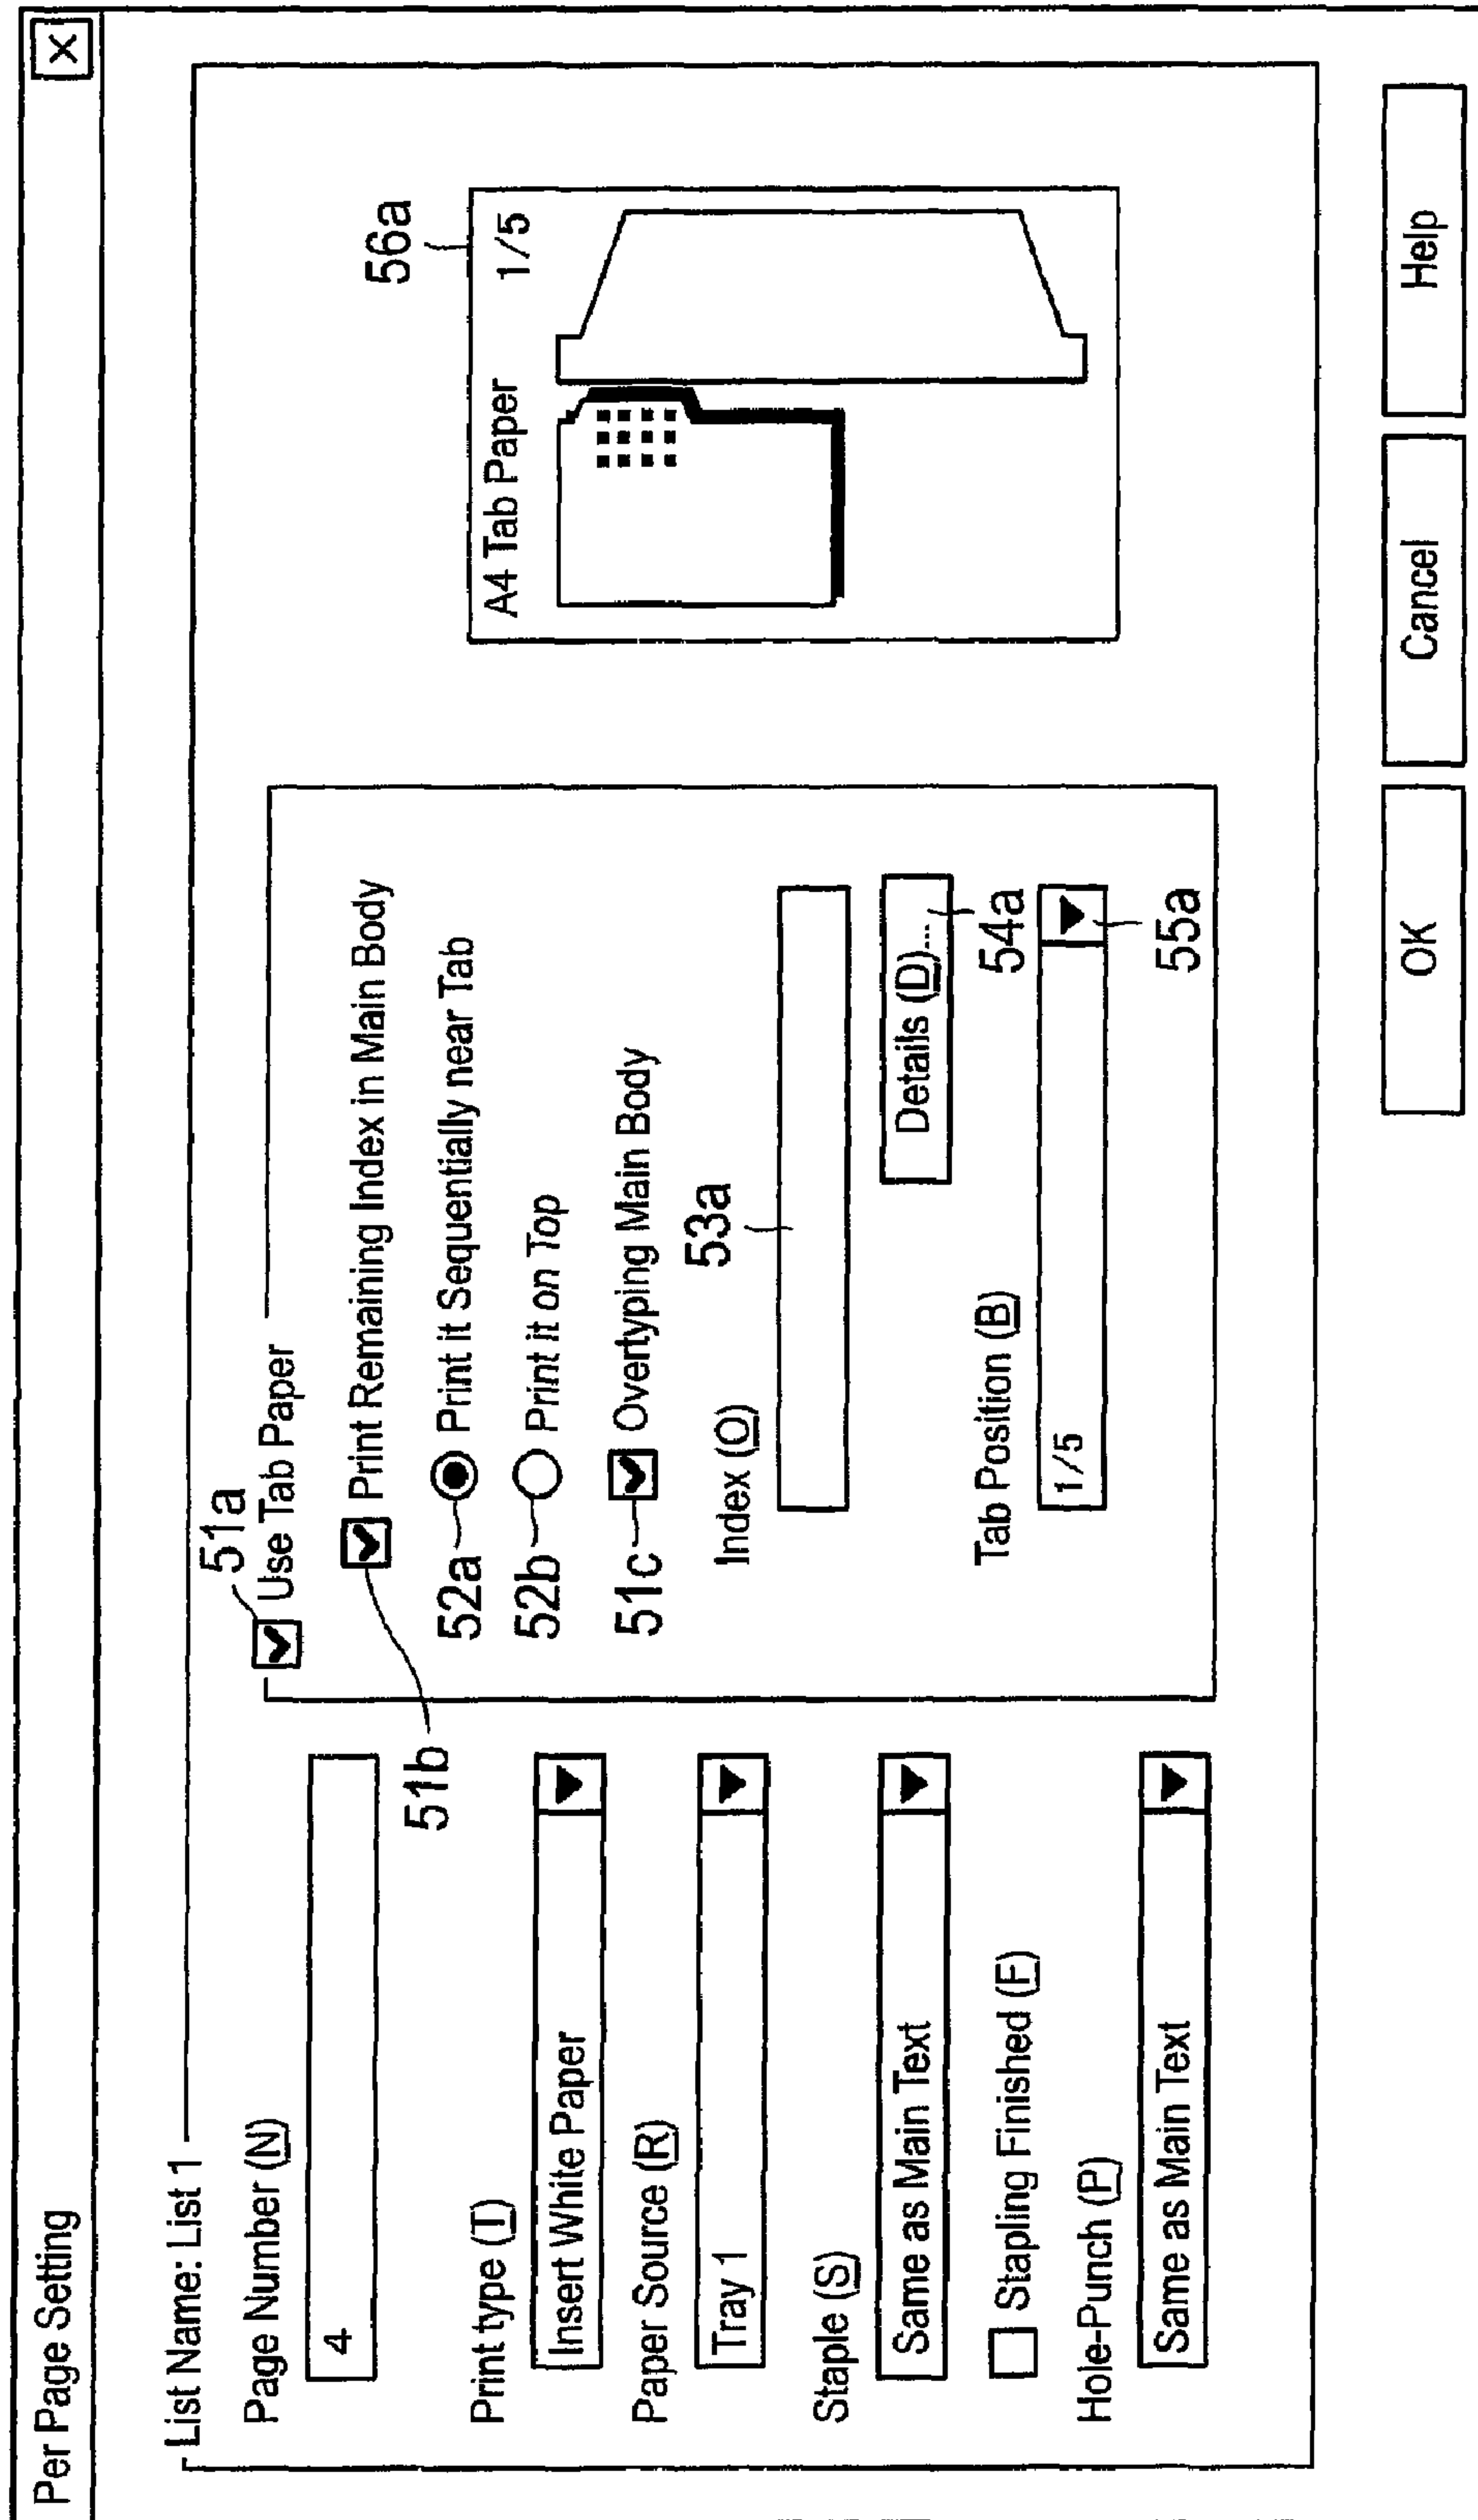 Per Page Setting
X
List Name: List 1
Page Number (N)
4
Print type (T)
Insert White Paper
Paper Source (R)
Tray 1
Staple (S)
Same as Main Text
Stapling Finished (F)
Hole-Punch (P)
Same as Main Text
51a
Use Tab Paper
51b
Print Remaining Index in Main Body
52a
Print it Sequentially near Tab
52b
Print it on Top
51c
Overtyping Main Body
53a
Index (O)
Details (D)...
54a
Tab Position (B)
1/5
55a
56a
A4 Tab Paper 1/5
OK
Cancel
Help